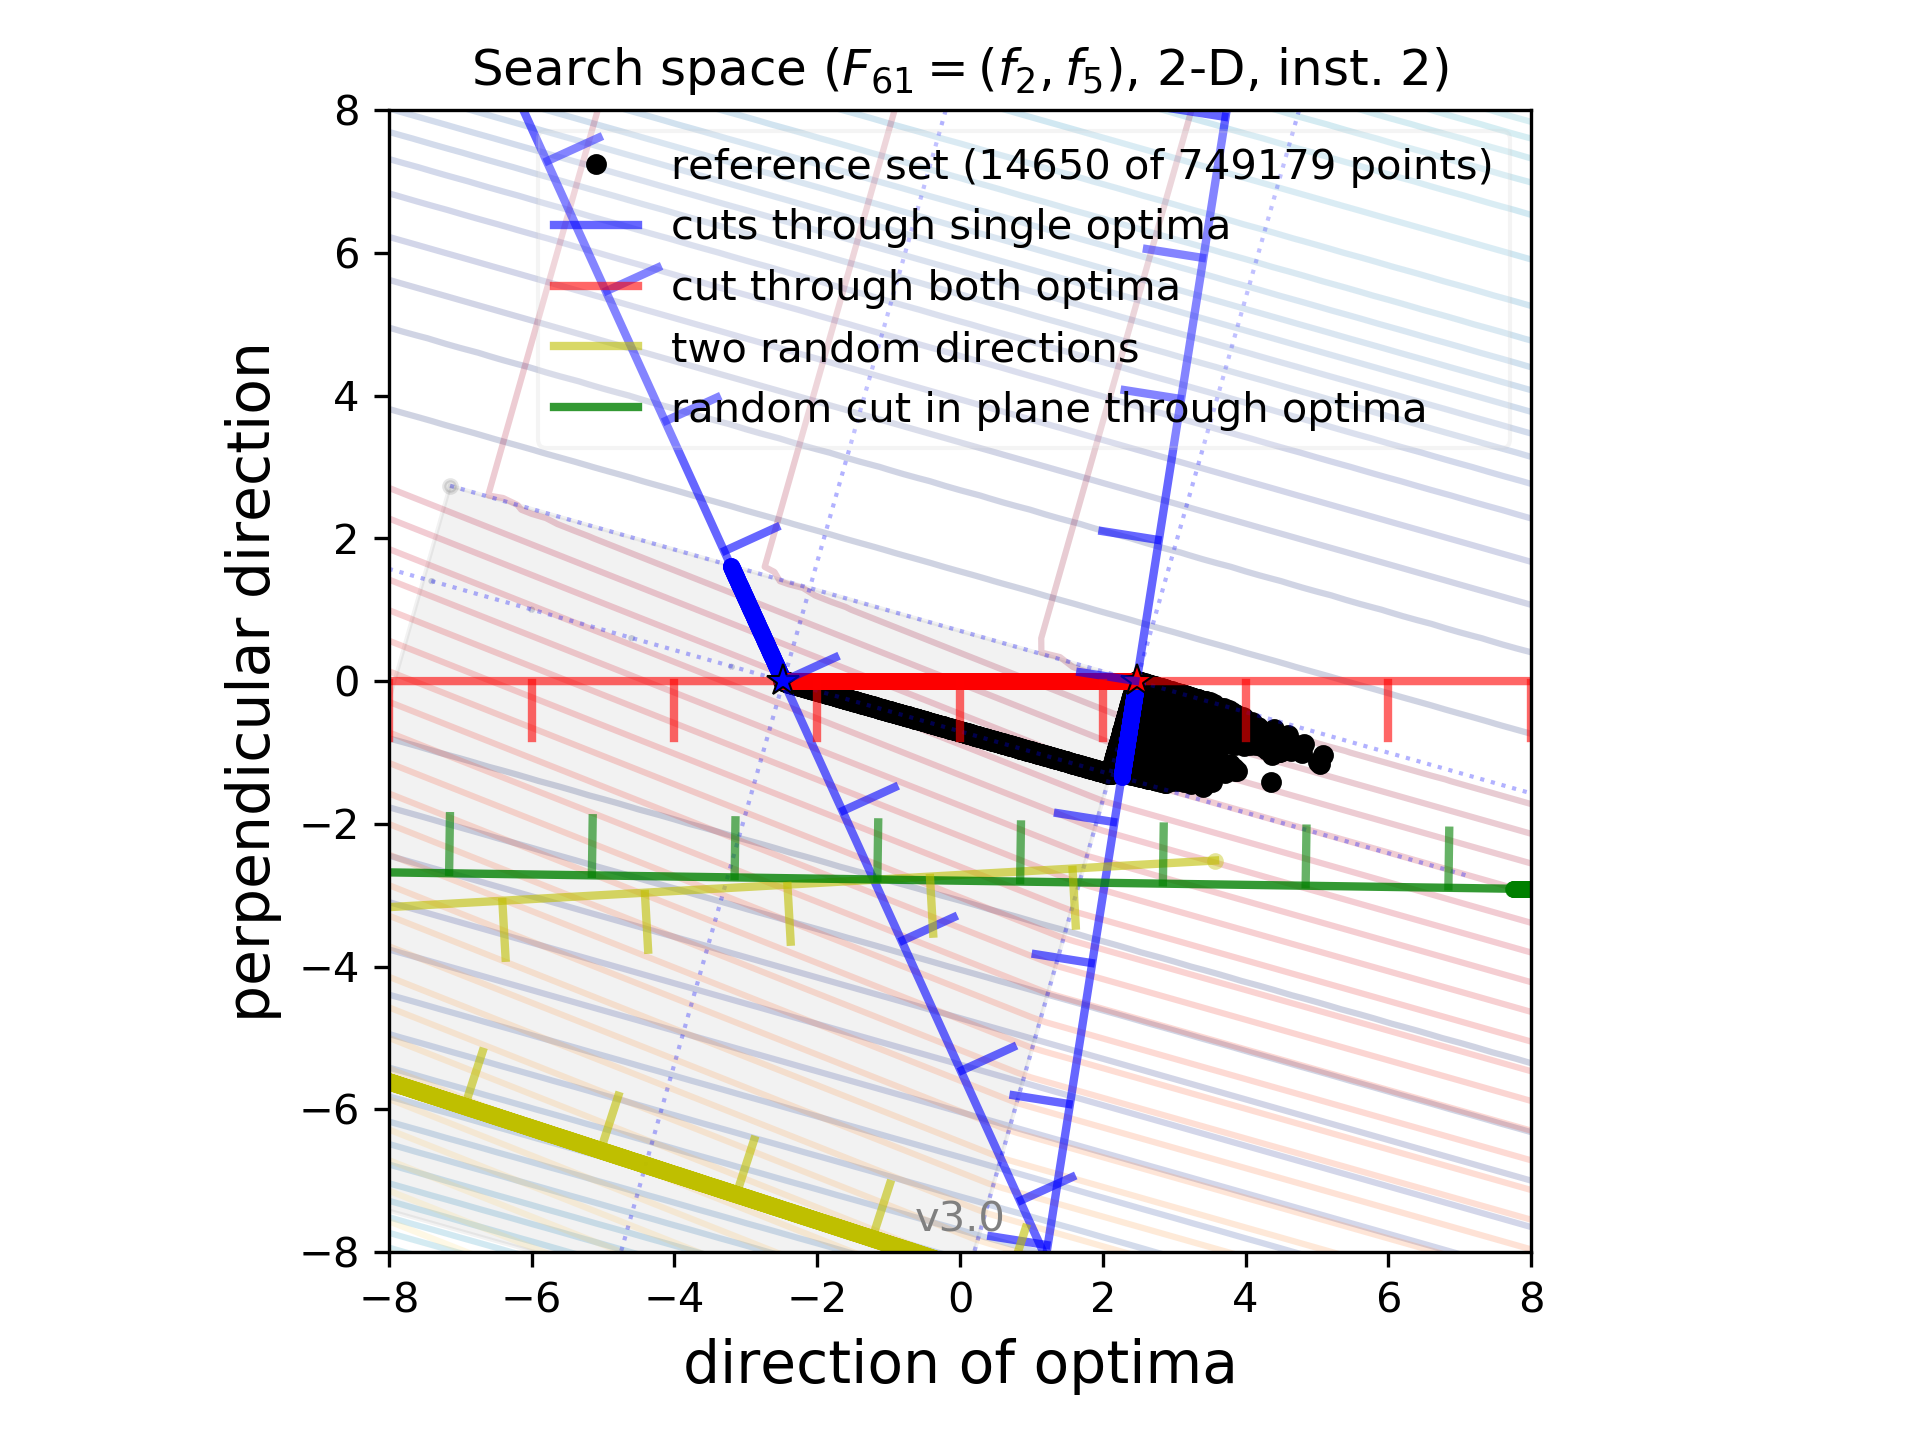 Search space (F₆₁ = (f₂, f₅), 2-D, inst. 2)
reference set (14650 of 749179 points)
cuts through single optima
cut through both optima
two random directions
random cut in plane through optima
8
6
4
2
0
−2
−4
−6
−8
perpendicular direction
v3.0
−8 −6 −4 −2 0 2 4 6 8
direction of optima